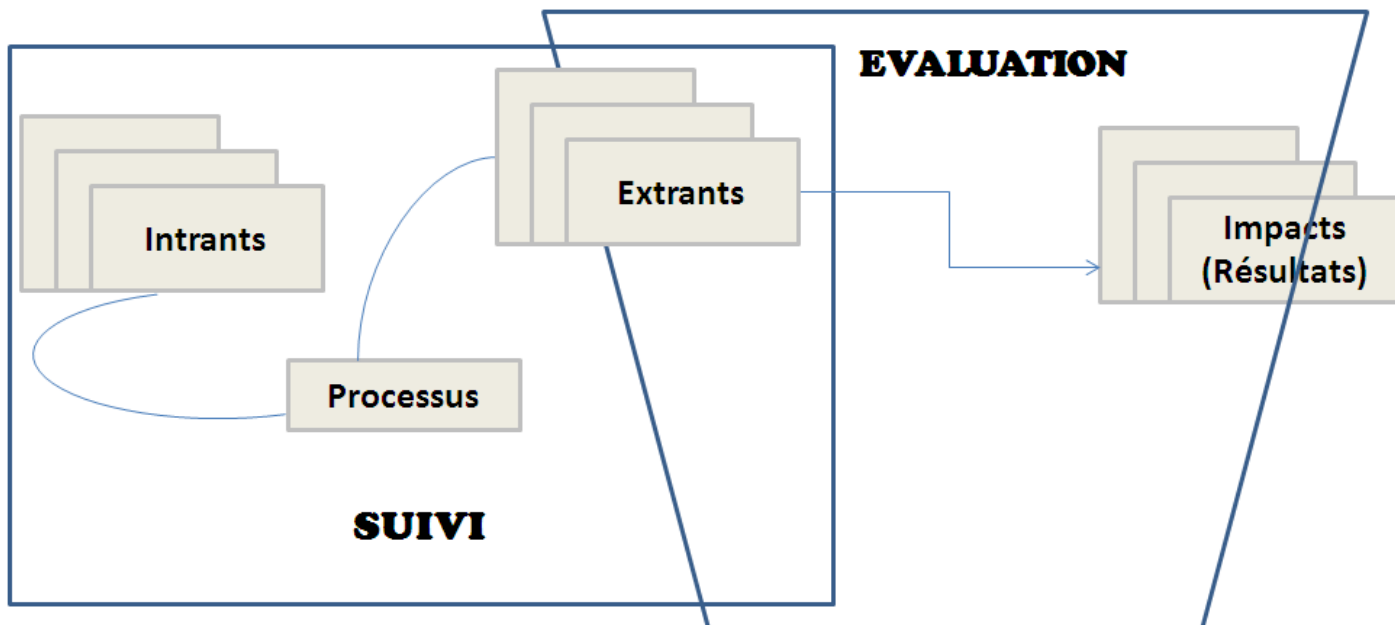 EVALUATION
Extrants
Intrants
Impacts
(Résultats)
Processus
SUIVI